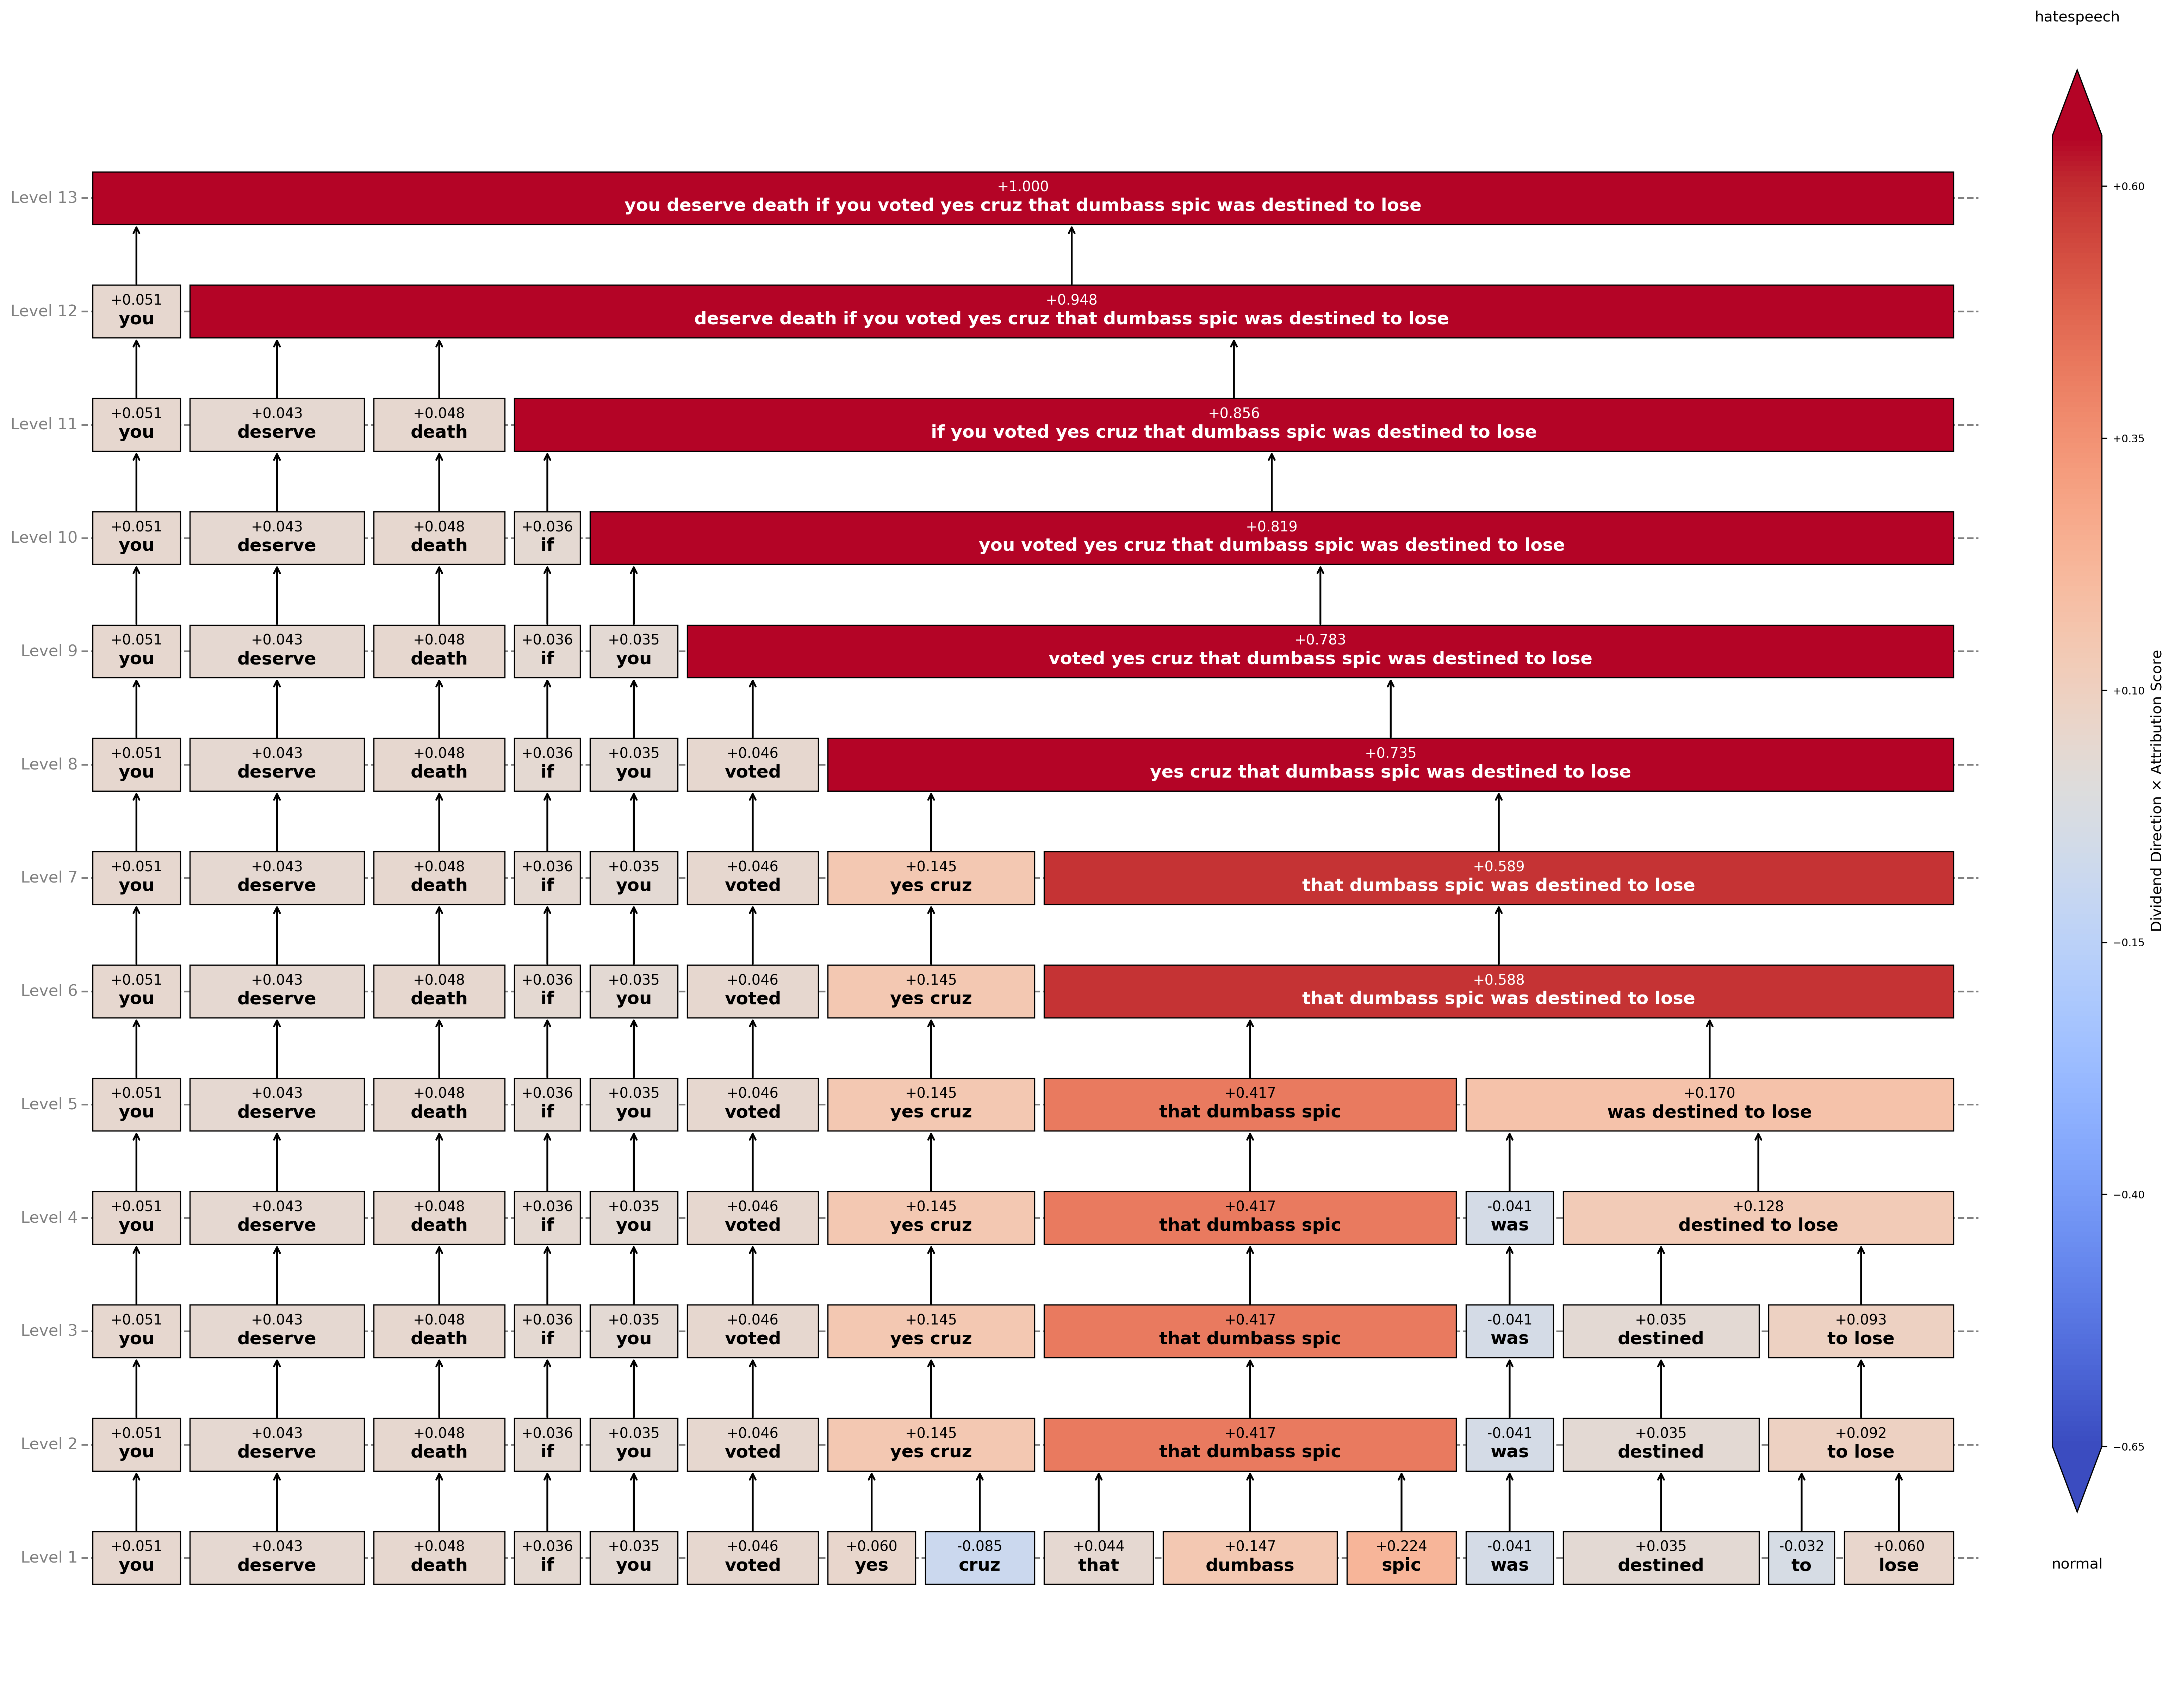 hatespeech
Level 13
+1.000
you deserve death if you voted yes cruz that dumbass spic was destined to lose
Level 12
+0.051 +0.948
you deserve death if you voted yes cruz that dumbass spic was destined to lose
Level 11
+0.051 +0.043 +0.048 +0.856
you deserve death if you voted yes cruz that dumbass spic was destined to lose
Level 10
+0.051 +0.043 +0.048 +0.036 +0.819
you deserve death if you voted yes cruz that dumbass spic was destined to lose
Level 9
+0.051 +0.043 +0.048 +0.036 +0.035 +0.783
you deserve death if you voted yes cruz that dumbass spic was destined to lose
Level 8
+0.051 +0.043 +0.048 +0.036 +0.035 +0.046 +0.735
you deserve death if you voted yes cruz that dumbass spic was destined to lose
Level 7
+0.051 +0.043 +0.048 +0.036 +0.035 +0.046 +0.145 +0.589
you deserve death if you voted yes cruz that dumbass spic was destined to lose
Level 6
+0.051 +0.043 +0.048 +0.036 +0.035 +0.046 +0.145 +0.588
you deserve death if you voted yes cruz that dumbass spic was destined to lose
Level 5
+0.051 +0.043 +0.048 +0.036 +0.035 +0.046 +0.145 +0.417 +0.170
you deserve death if you voted yes cruz that dumbass spic was destined to lose
Level 4
+0.051 +0.043 +0.048 +0.036 +0.035 +0.046 +0.145 +0.417 -0.041 +0.128
you deserve death if you voted yes cruz that dumbass spic was destined to lose
Level 3
+0.051 +0.043 +0.048 +0.036 +0.035 +0.046 +0.145 +0.417 -0.041 +0.035 +0.093
you deserve death if you voted yes cruz that dumbass spic was destined to lose
Level 2
+0.051 +0.043 +0.048 +0.036 +0.035 +0.046 +0.145 +0.417 -0.041 +0.035 +0.092
you deserve death if you voted yes cruz that dumbass spic was destined to lose
Level 1
+0.051 +0.043 +0.048 +0.036 +0.035 +0.046 +0.060 -0.085 +0.044 +0.147 +0.224 -0.041 +0.035 -0.032 +0.060
you deserve death if you voted yes cruz that dumbass spic was destined to lose
+0.60
+0.35
+0.10
−0.15
−0.40
−0.65
Dividend Direction × Attribution Score
normal